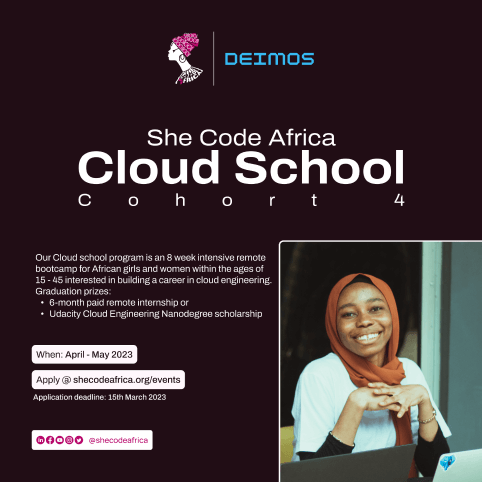 DEIMOS
She Code Africa
Cloud School
Cohort 4
Our Cloud school program is an 8 week intensive remote
bootcamp for African girls and women within the ages of
15 - 45 interested in building a career in cloud engineering.
Graduation prizes:
• 6-month paid remote internship or
• Udacity Cloud Engineering Nanodegree scholarship
When: April - May 2023
Apply @ shecodeafrica.org/events
Application deadline: 15th March 2023
@shecodeafrica